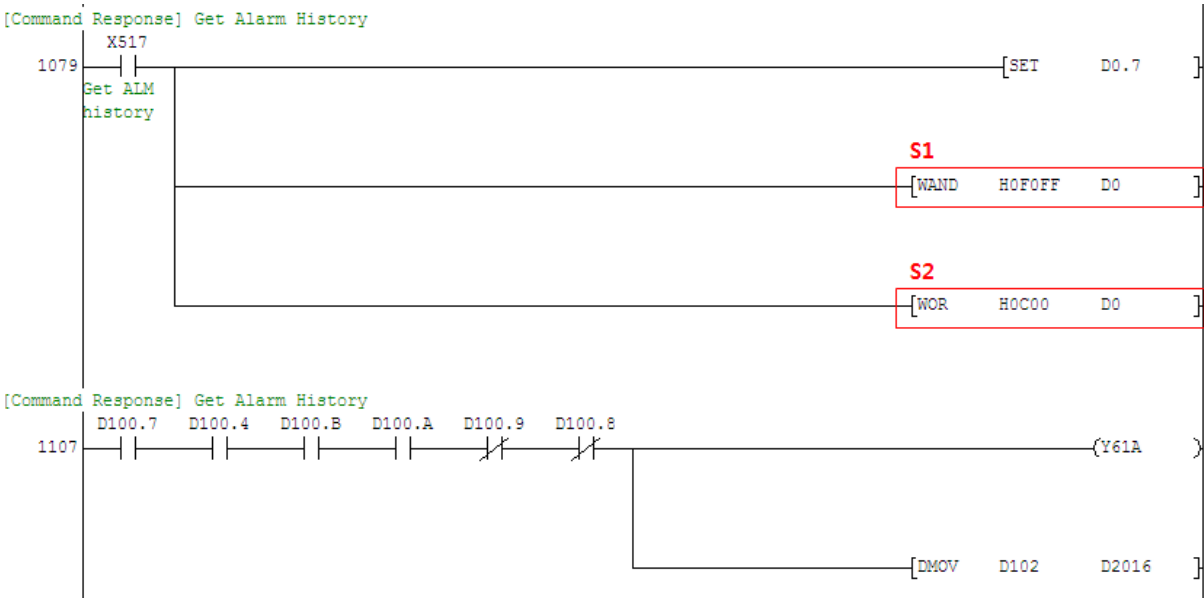 [Command Response] Get Alarm History
X517
1079
[SET D0.7 ]
Get ALM
history
S1
[WAND H0F0FF D0 ]
S2
[WOR H0C00 D0 ]
[Command Response] Get Alarm History
D100.7 D100.4 D100.B D100.A D100.9 D100.8
1107
(Y61A )
[DMOV D102 D2016 ]